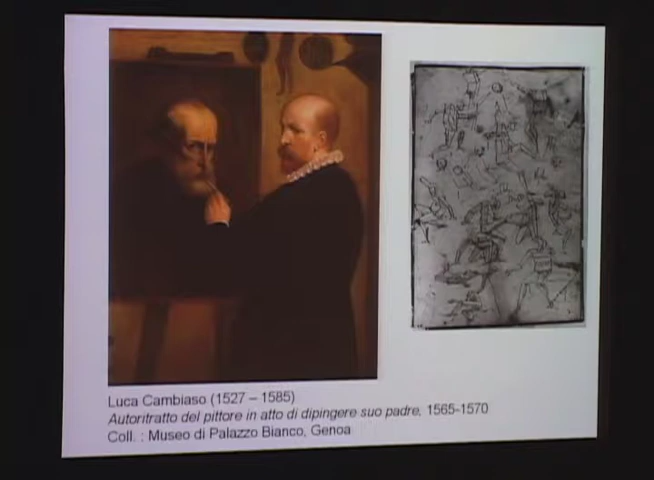 Luca Cambiaso (1527 – 1585)
Autoritratto del pittore in atto di dipingere suo padre, 1565-1570
Coll. : Museo di Palazzo Bianco, Genoa